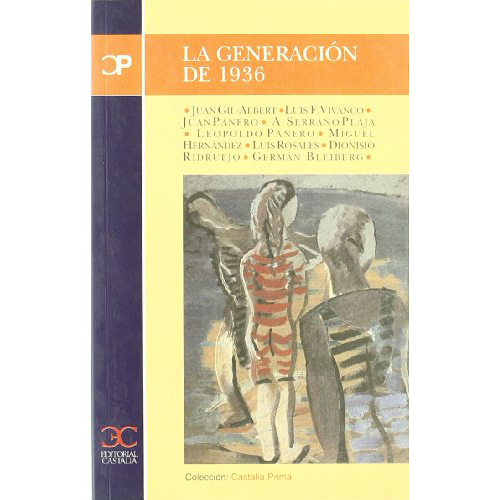 CP
LA GENERACIÓN
DE 1936
• JUAN GIL-ALBERT • LUIS F. VIVANCO •
JUAN PANERO • A. SERRANO PLAJA
• LEOPOLDO PANERO • MIGUEL
HERNÁNDEZ • LUIS ROSALES • DIONISIO
RIDRUEJO • GERMÁN BLEIBERG •
EC
EDITORIAL
CASTALIA
Colección: Castalia Prima